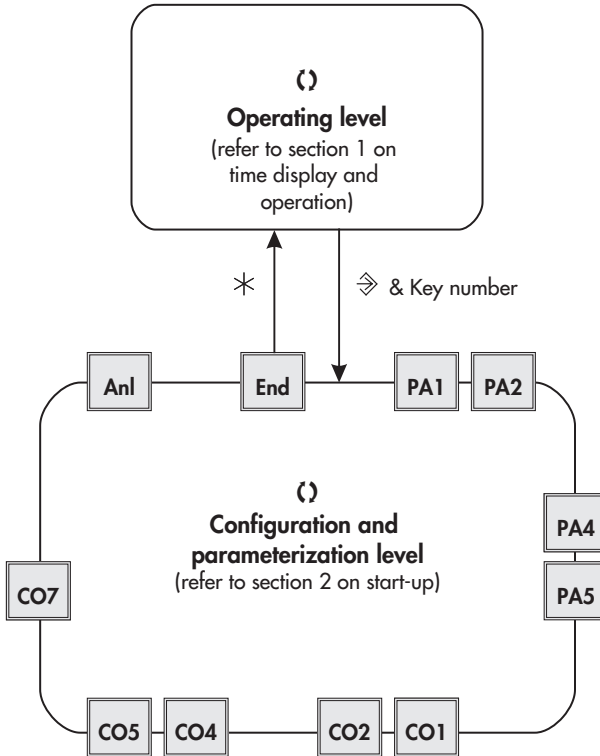 Operating level
(refer to section 1 on
time display and
operation)
& Key number
Anl
End
PA1
PA2
Configuration and
parameterization level
(refer to section 2 on start-up)
PA4
PA5
CO7
CO5
CO4
CO2
CO1